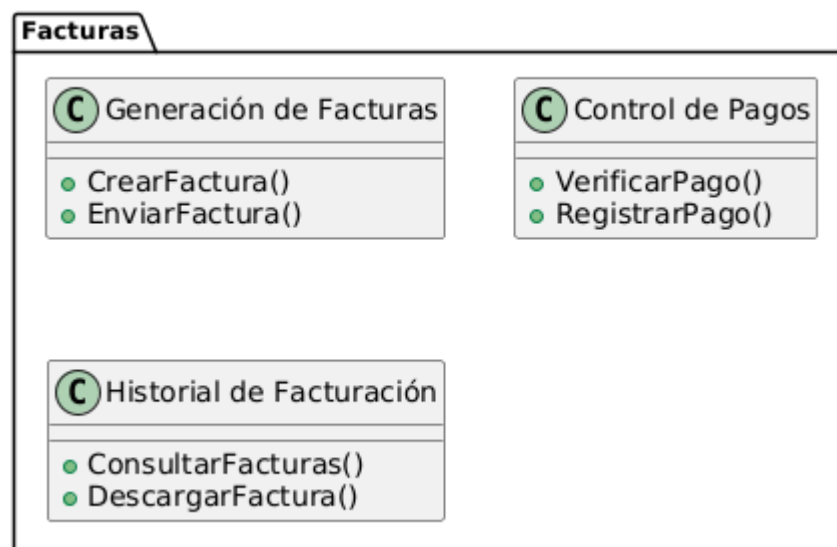 Facturas
C Generación de Facturas
CrearFactura()
EnviarFactura()
C Control de Pagos
VerificarPago()
RegistrarPago()
C Historial de Facturación
ConsultarFacturas()
DescargarFactura()